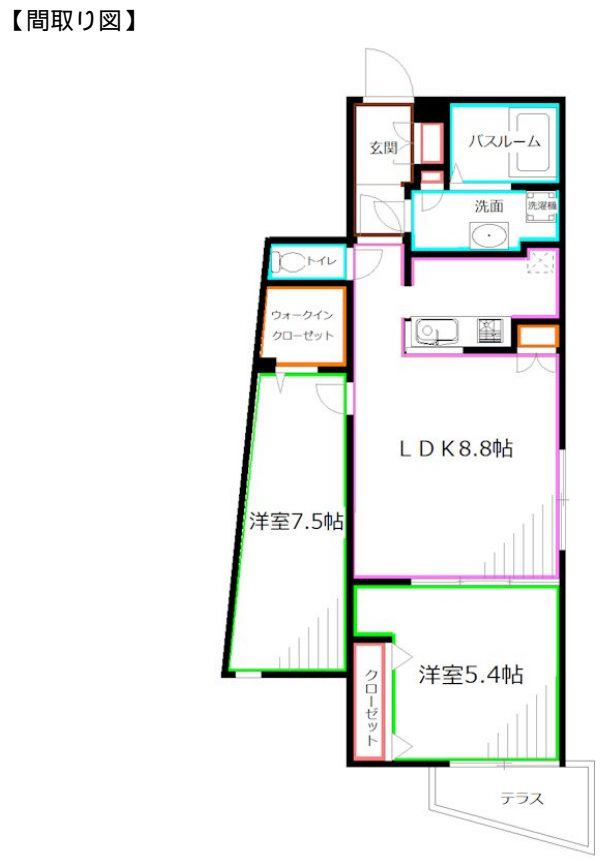 【間取り図】
玄関
バスルーム
洗面
洗濯機
トイレ
ウォークイン
クローゼット
ＬＤＫ8.8帖
洋室7.5帖
洋室5.4帖
クローゼット
テラス